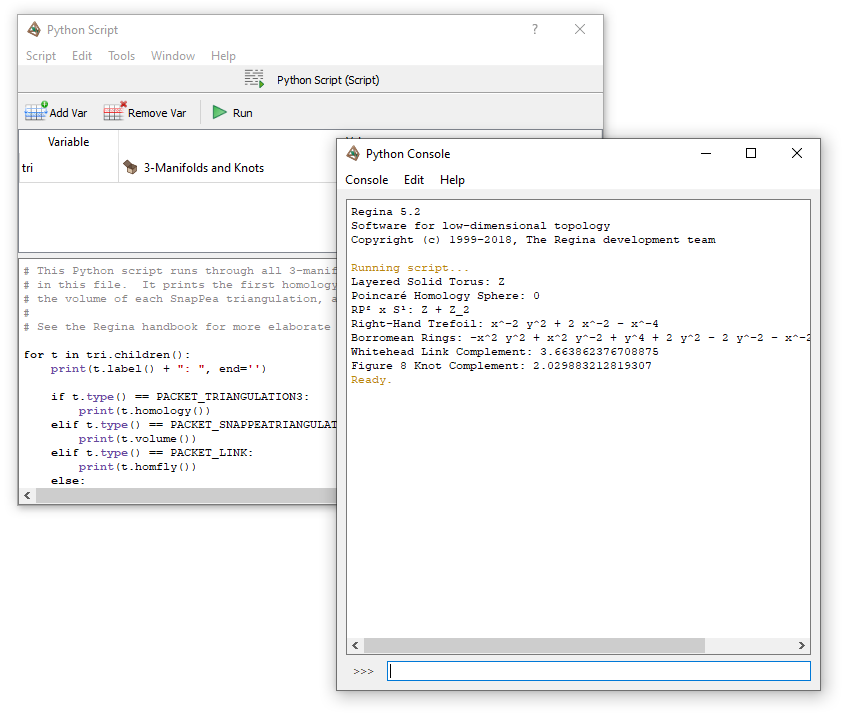 Python Script
?
Script Edit Tools Window Help
Python Script (Script)
Add Var Remove Var Run
Variable
tri 3-Manifolds and Knots
# This Python script runs through all 3-manif
# in this file.  It prints the first homology
# the volume of each SnapPea triangulation, a
#
# See the Regina handbook for more elaborate
for t in tri.children():
    print(t.label() + ": ", end='')
    if t.type() == PACKET_TRIANGULATION3:
        print(t.homology())
    elif t.type() == PACKET_SNAPPEATRIANGULAT
        print(t.volume())
    elif t.type() == PACKET_LINK:
        print(t.homfly())
    else:
Python Console
Console Edit Help
Regina 5.2
Software for low-dimensional topology
Copyright (c) 1999-2018, The Regina development team
Running script...
Layered Solid Torus: Z
Poincaré Homology Sphere: 0
RP² x S¹: Z + Z_2
Right-Hand Trefoil: x^-2 y^2 + 2 x^-2 - x^-4
Borromean Rings: -x^2 y^2 + x^2 y^-2 + y^4 + 2 y^2 - 2 y^-2 - x^-2
Whitehead Link Complement: 3.663862376708875
Figure 8 Knot Complement: 2.029883212819307
Ready.
>>>